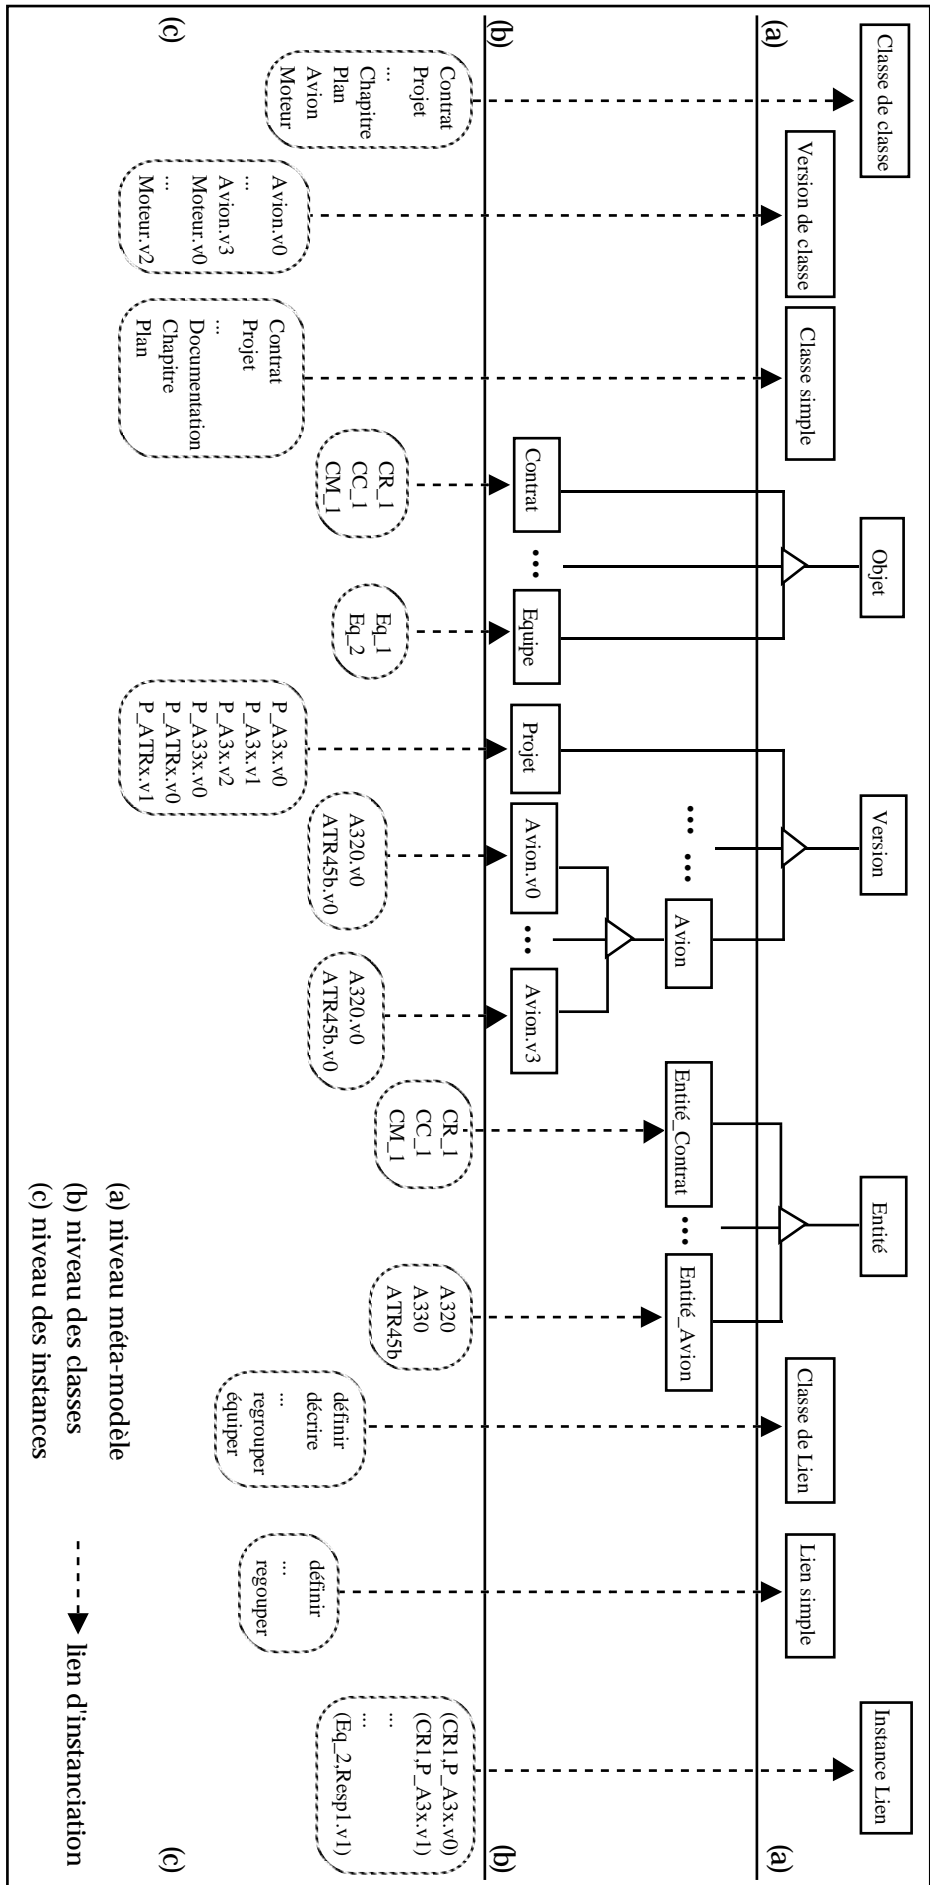 (a)
(a)
(b)
(b)
(c)
(c)
Classe de classe
Version de classe
Classe simple
Objet
Version
Entité
Classe de Lien
Lien simple
Instance Lien
Avion
... ...
Entité_Contrat
...
Entité_Avion
Contrat
...
Equipe
Projet
Avion.v0
...
Avion.v3
Contrat
Projet
...
Chapitre
Plan
Avion
Moteur
Avion.v0
...
Avion.v3
Moteur.v0
...
Moteur.v2
Contrat
Projet
...
Documentation
Chapitre
Plan
CR_1
CC_1
CM_1
Eq_1
Eq_2
P_A3x.v0
P_A3x.v1
P_A3x.v2
P_A33x.v0
P_ATRx.v0
P_ATRx.v1
A320.v0
ATR45b.v0
A320.v0
ATR45b.v0
CR_1
CC_1
CM_1
A320
A330
ATR45b
définir
décrire
...
regrouper
équiper
définir
...
regouper
(CR1,P_A3x.v0)
(CR1,P_A3x.v1)
...
...
(Eq_2,Resp1.v1)
(a) niveau méta-modèle
(b) niveau des classes
(c) niveau des instances
lien d'instanciation